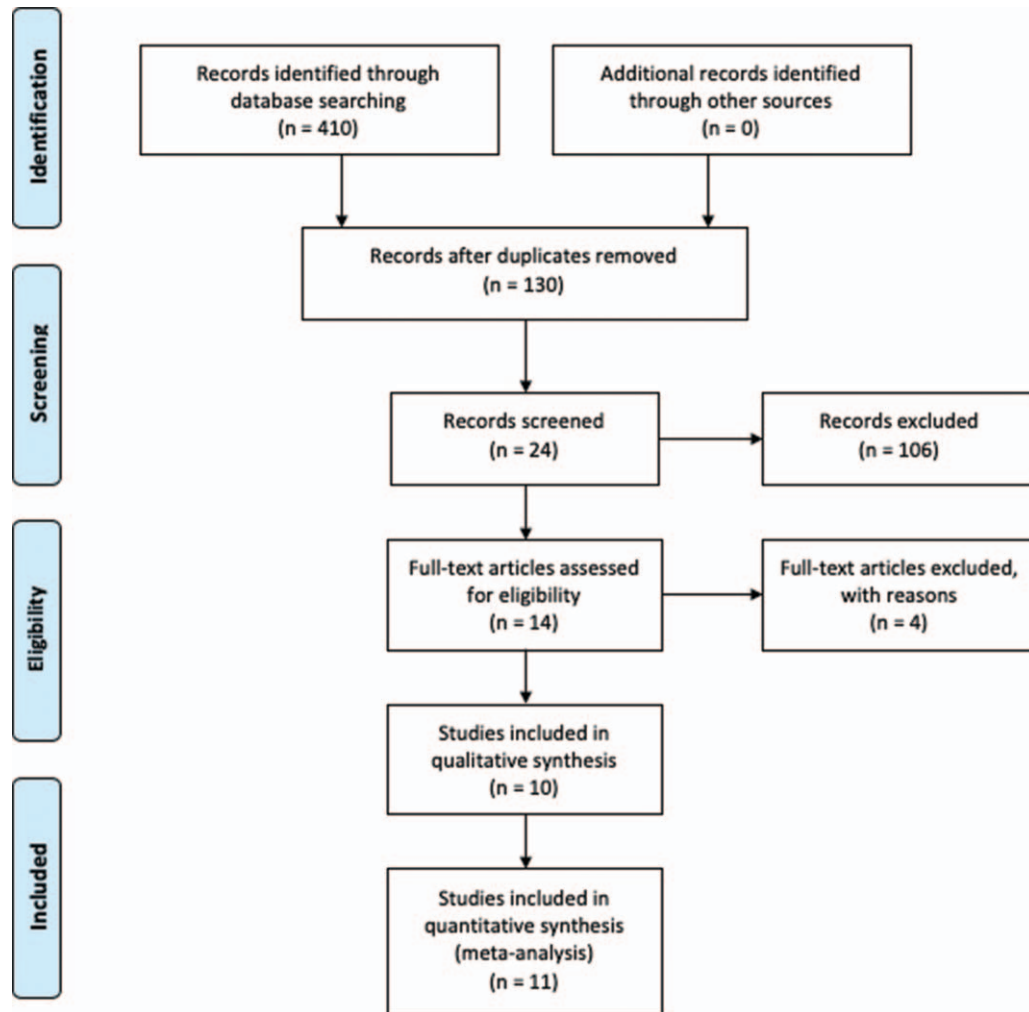 Identification
Records identified through
database searching
(n = 410)
Additional records identified
through other sources
(n = 0)
Records after duplicates removed
(n = 130)
Screening
Records screened
(n = 24)
Records excluded
(n = 106)
Eligibility
Full-text articles assessed
for eligibility
(n = 14)
Full-text articles excluded,
with reasons
(n = 4)
Studies included in
qualitative synthesis
(n = 10)
Included
Studies included in
quantitative synthesis
(meta-analysis)
(n = 11)